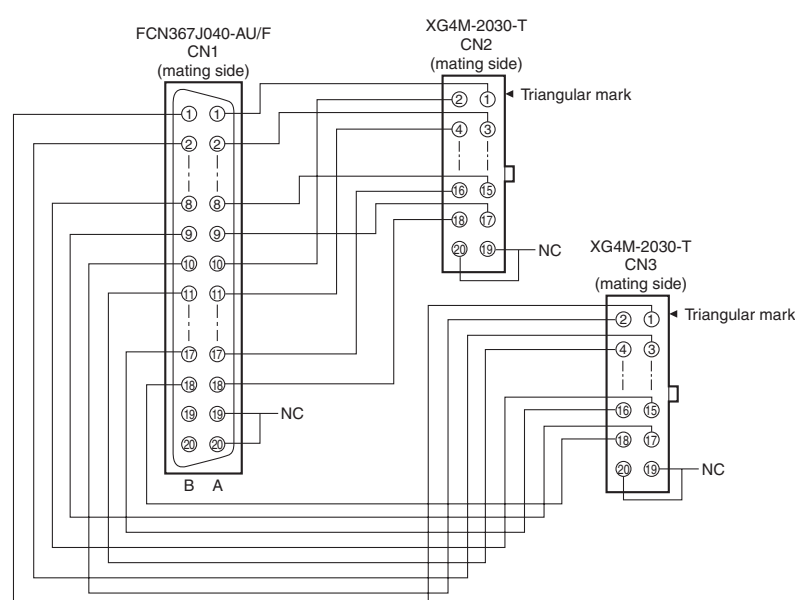 FCN367J040-AU/F
CN1
(mating side)
XG4M-2030-T
CN2
(mating side)
Triangular mark
1 1
2 2
8 8
9 9
10 10
11 11
17 17
18 18
19 19
20 20
NC
B A
2 1
4 3
16 15
18 17
20 19
NC
XG4M-2030-T
CN3
(mating side)
Triangular mark
2 1
4 3
16 15
18 17
20 19
NC